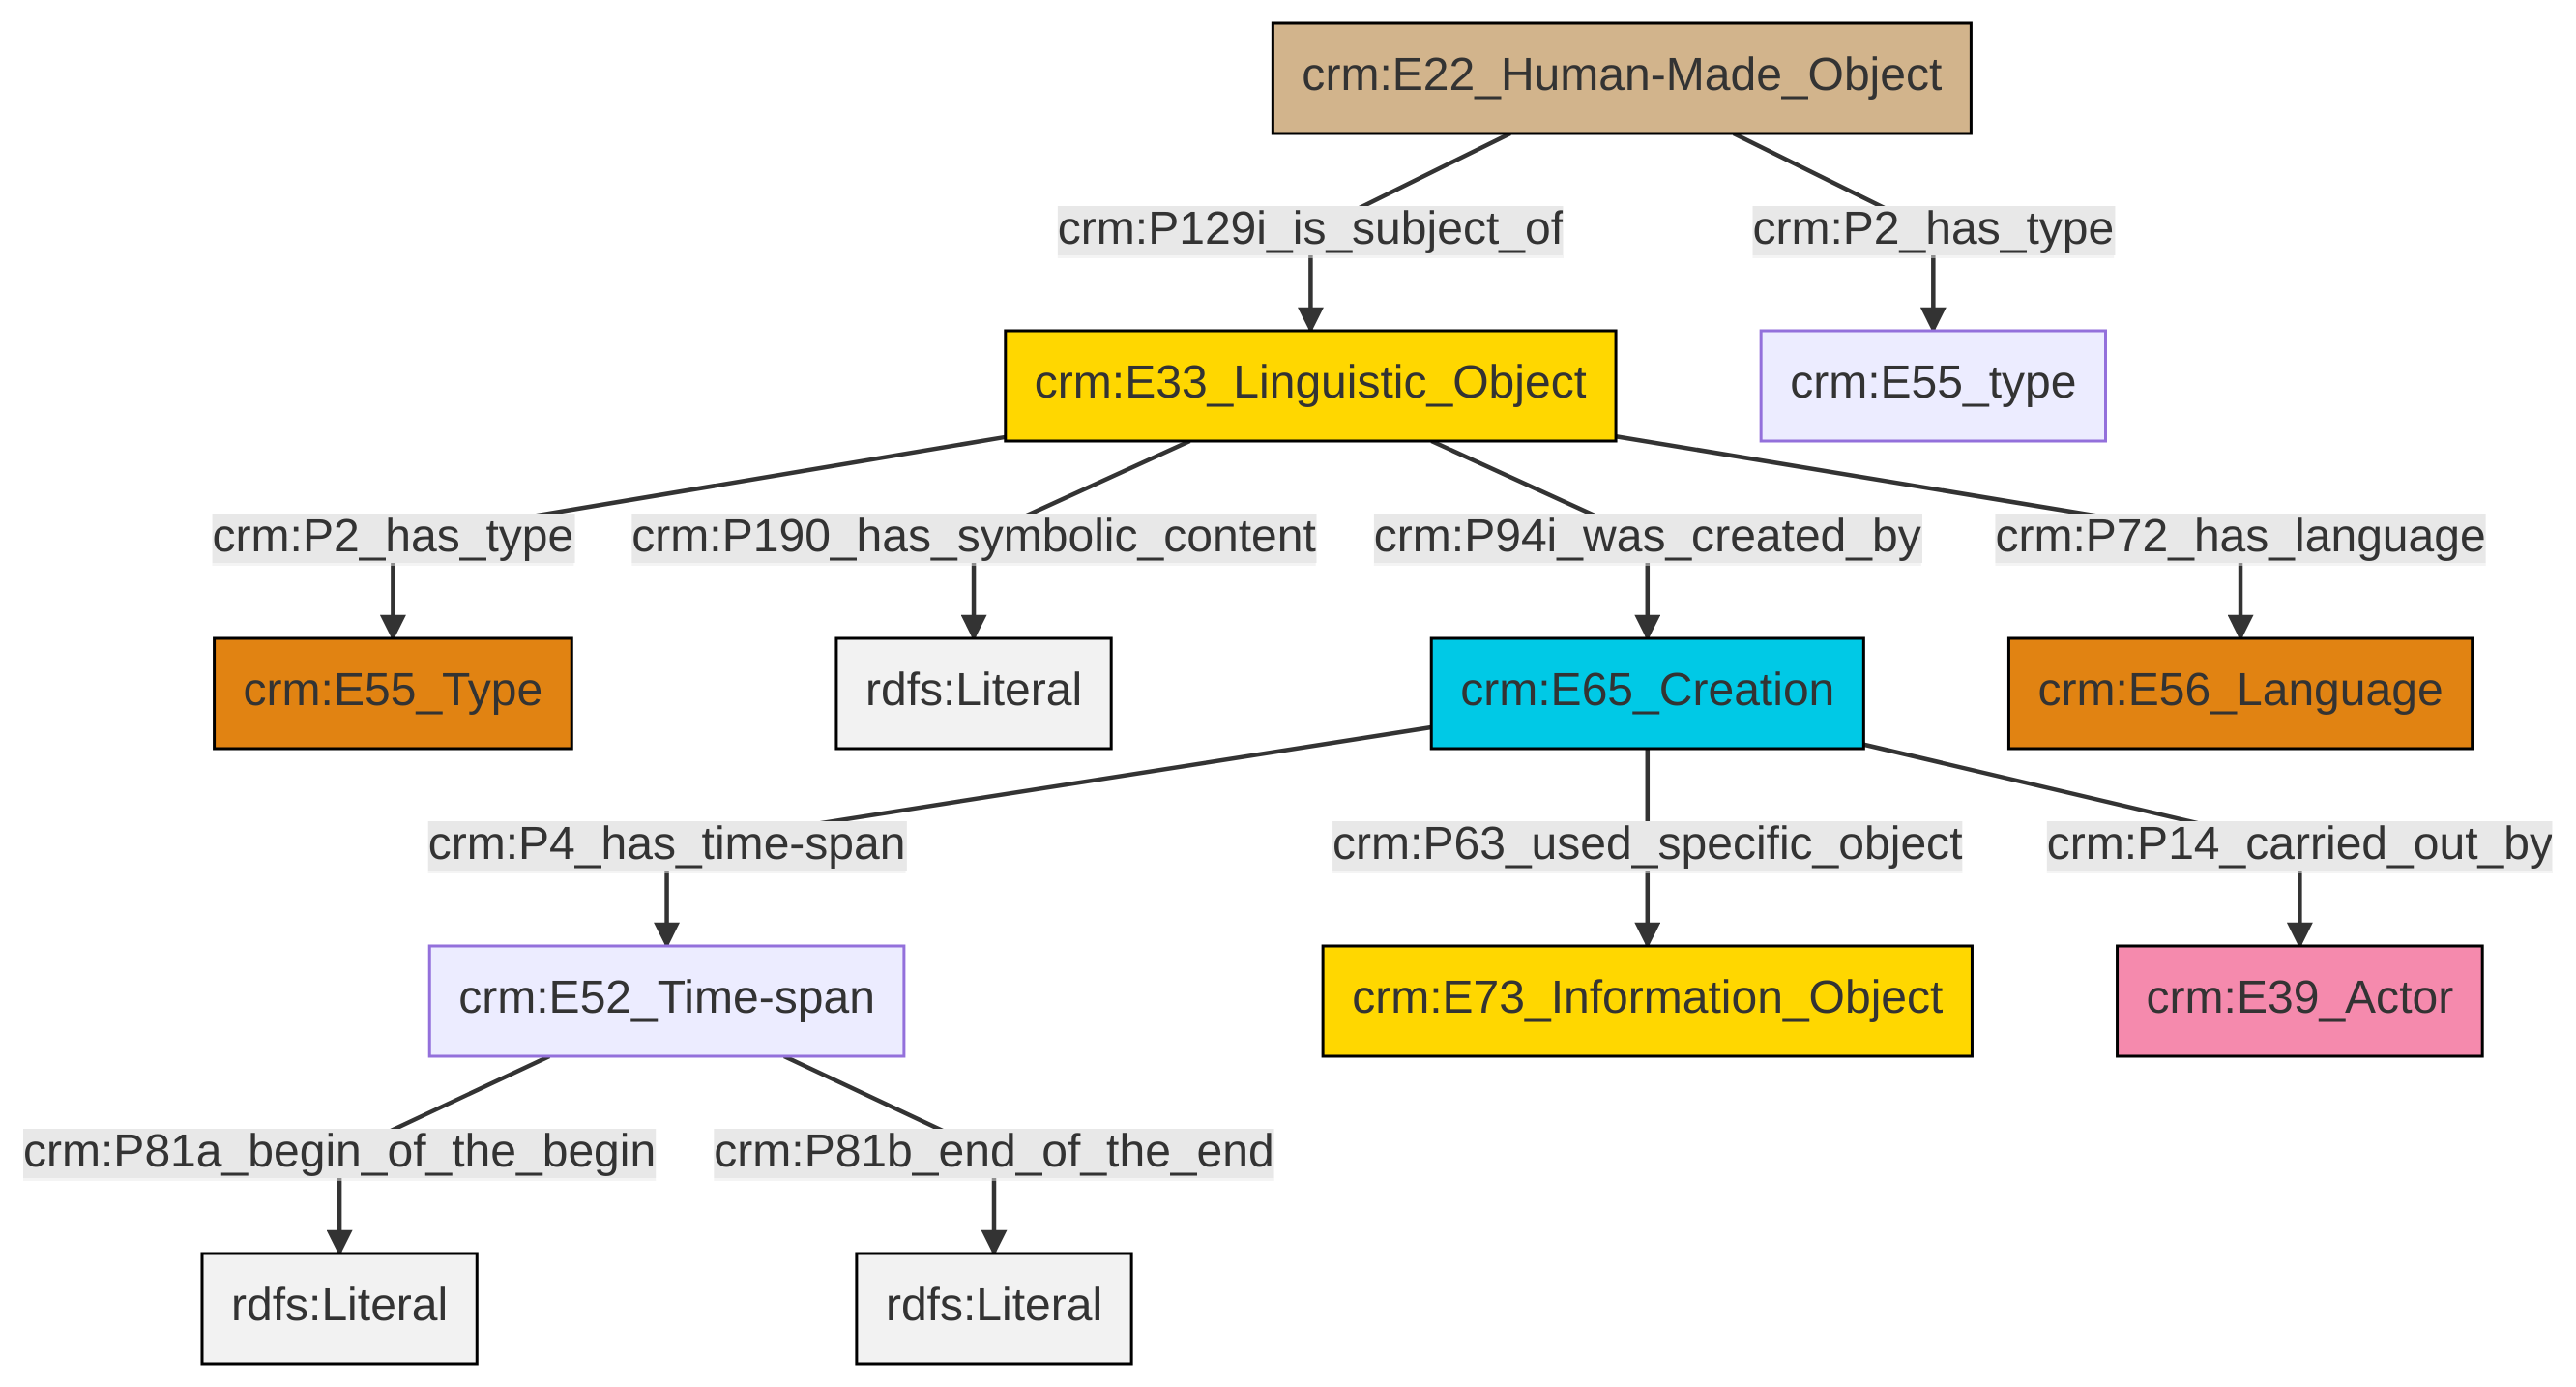 crm:E22_Human-Made_Object
crm:P129i_is_subject_of
crm:P2_has_type
crm:E33_Linguistic_Object
crm:E55_type
crm:P2_has_type
crm:P190_has_symbolic_content
crm:P94i_was_created_by
crm:P72_has_language
crm:E55_Type
rdfs:Literal
crm:E65_Creation
crm:E56_Language
crm:P4_has_time-span
crm:P63_used_specific_object
crm:P14_carried_out_by
crm:E52_Time-span
crm:E73_Information_Object
crm:E39_Actor
crm:P81a_begin_of_the_begin
crm:P81b_end_of_the_end
rdfs:Literal
rdfs:Literal